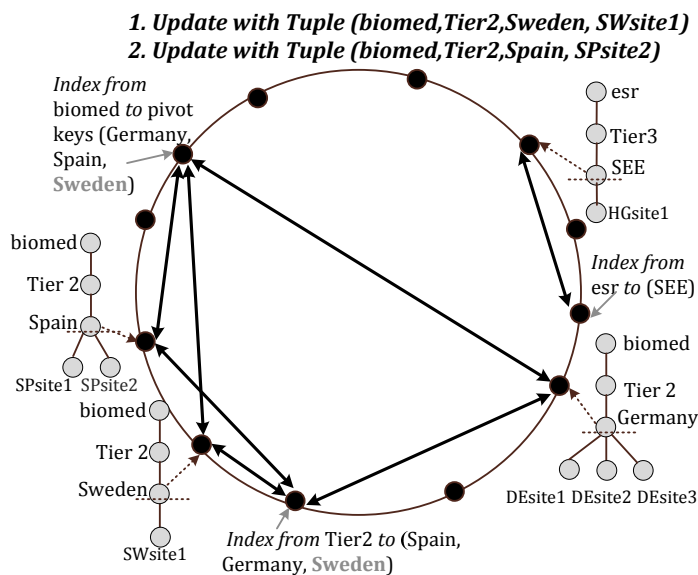 1. Update with Tuple (biomed,Tier2,Sweden, SWsite1)
2. Update with Tuple (biomed,Tier2,Spain, SPsite2)
Index from
biomed to pivot
keys (Germany,
Spain,
Sweden)
esr
Tier3
SEE
HGsite1
Index from
esr to (SEE)
biomed
Tier 2
Spain
SPsite1 SPsite2
biomed
Tier 2
Germany
DEsite1 DEsite2 DEsite3
biomed
Tier 2
Sweden
SWsite1
Index from Tier2 to (Spain,
Germany, Sweden)